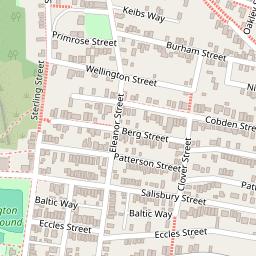 Keibs Way
Oakley
Primrose Street
Burham Street
Wellington Street
Sterling Street
Eleanor Street
Cobden Street
Berg Street
Clover Street
Patterson Street
Salisbury Street
Baltic Way
Baltic Way
Eccles Street
Eccles Street